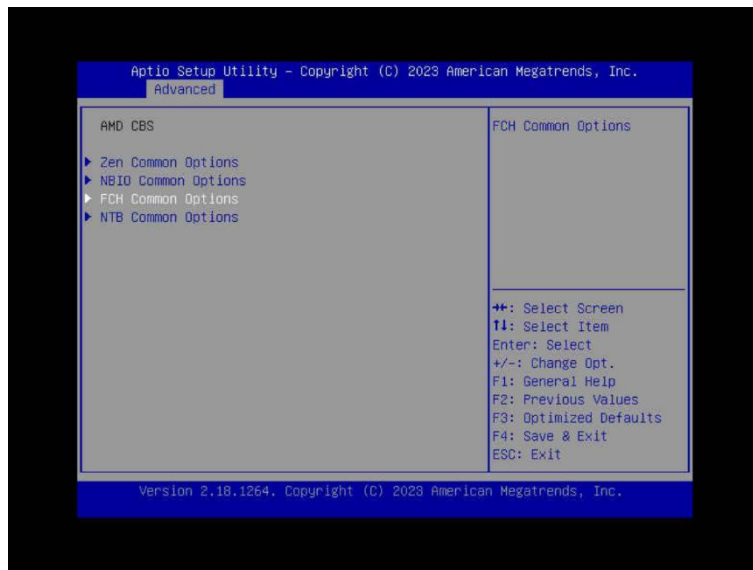 Aptio Setup Utility – Copyright (C) 2023 American Megatrends, Inc.
Advanced
AMD CBS
Zen Common Options
NBIO Common Options
FCH Common Options
NTB Common Options
FCH Common Options
→←: Select Screen
↑↓: Select Item
Enter: Select
+/-: Change Opt.
F1: General Help
F2: Previous Values
F3: Optimized Defaults
F4: Save & Exit
ESC: Exit
Version 2.18.1264. Copyright (C) 2023 American Megatrends, Inc.